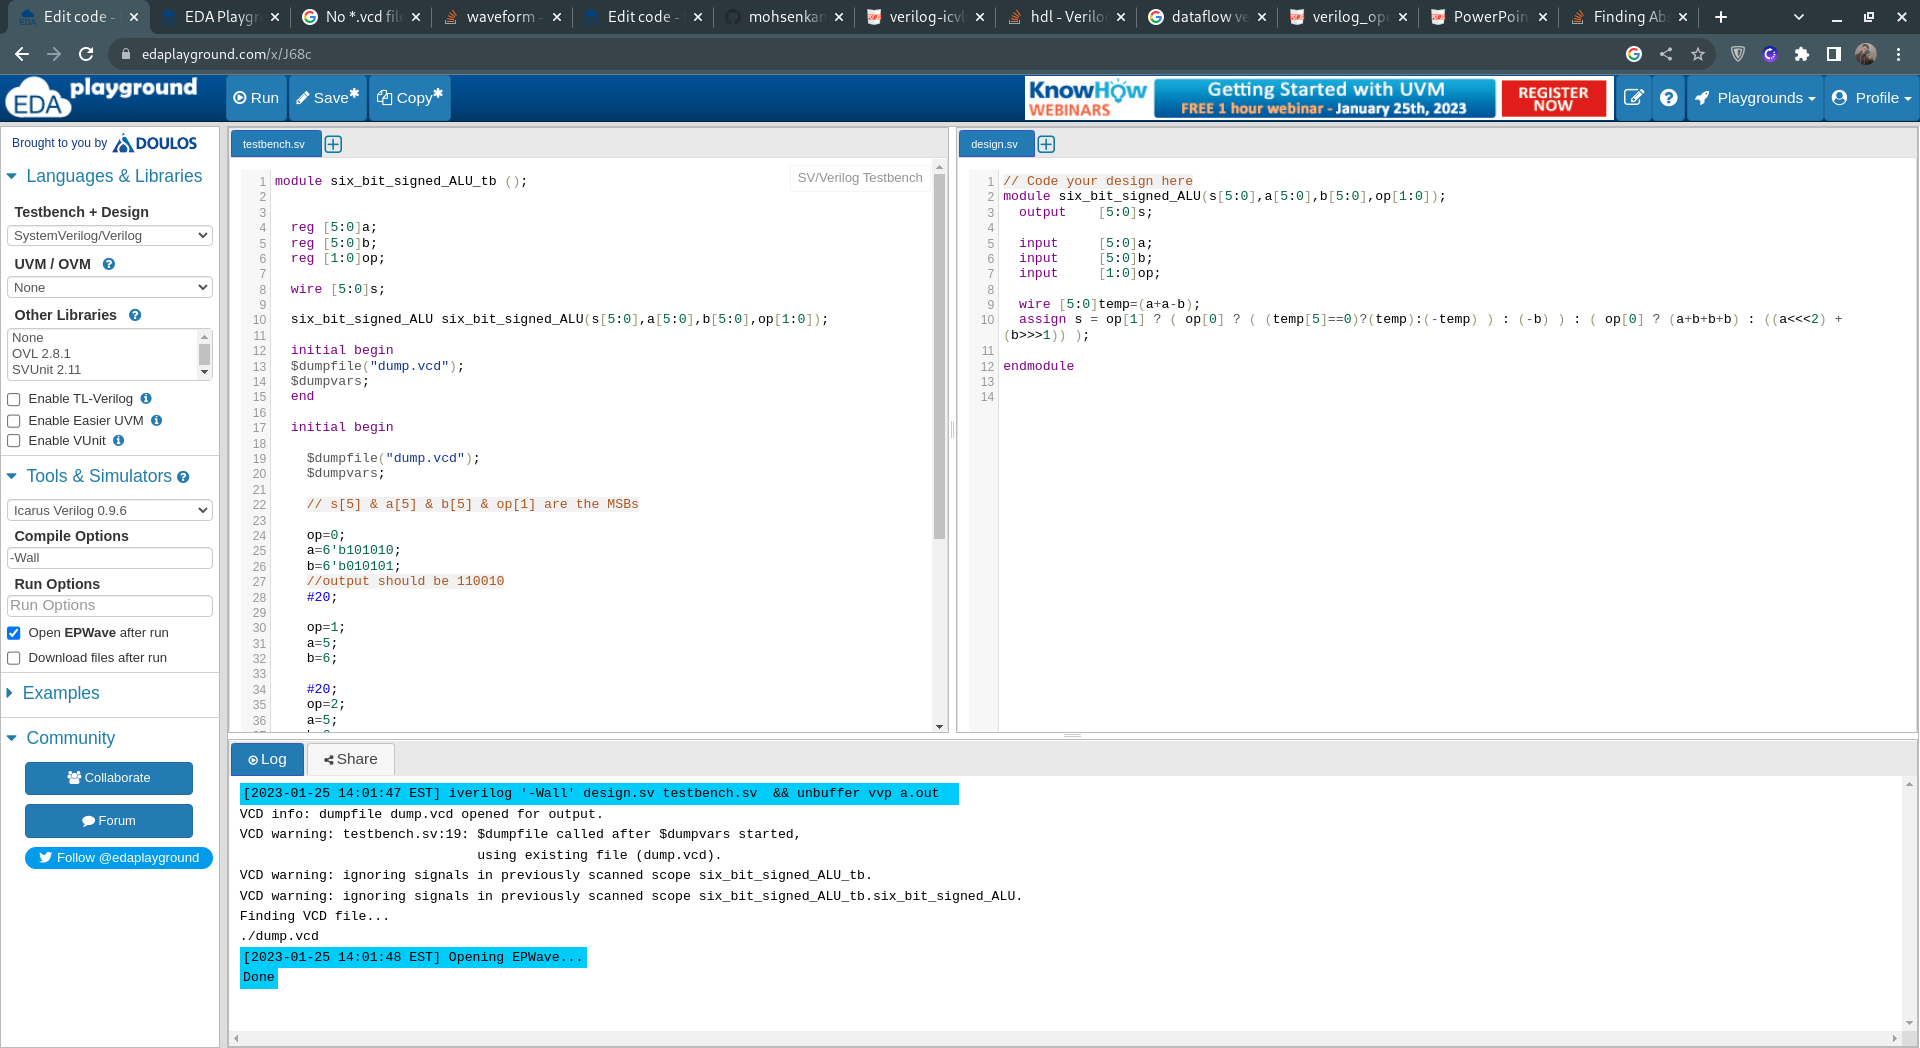 Edit code -
EDA Playgr
No *.vcd fil
waveform -
Edit code -
mohsenkar
verilog-icvl
hdl - Verilo
dataflow ve
verilog_op
PowerPoin
Finding Ab
edaplayground.com/x/J68c
EDA playground
Run
Save*
Copy*
KnowHow WEBINARS
Getting Started with UVM
FREE 1 hour webinar - January 25th, 2023
REGISTER NOW
Playgrounds
Profile
Brought to you by DOULOS
Languages & Libraries
Testbench + Design
SystemVerilog/Verilog
UVM / OVM
None
Other Libraries
None
OVL 2.8.1
SVUnit 2.11
Enable TL-Verilog
Enable Easier UVM
Enable VUnit
Tools & Simulators
Icarus Verilog 0.9.6
Compile Options
-Wall
Run Options
Run Options
Open EPWave after run
Download files after run
Examples
Community
Collaborate
Forum
Follow @edaplayground
testbench.sv
SV/Verilog Testbench
1 module six_bit_signed_ALU_tb ();
2
3
4 reg [5:0]a;
5 reg [5:0]b;
6 reg [1:0]op;
7
8 wire [5:0]s;
9
10 six_bit_signed_ALU six_bit_signed_ALU(s[5:0],a[5:0],b[5:0],op[1:0]);
11
12 initial begin
13 $dumpfile("dump.vcd");
14 $dumpvars;
15 end
16
17 initial begin
18
19 $dumpfile("dump.vcd");
20 $dumpvars;
21
22 // s[5] & a[5] & b[5] & op[1] are the MSBs
23
24 op=0;
25 a=6'b101010;
26 b=6'b010101;
27 //output should be 110010
28 #20;
29
30 op=1;
31 a=5;
32 b=6;
33
34 #20;
35 op=2;
36 a=5;
design.sv
1 // Code your design here
2 module six_bit_signed_ALU(s[5:0],a[5:0],b[5:0],op[1:0]);
3 output [5:0]s;
4
5 input [5:0]a;
6 input [5:0]b;
7 input [1:0]op;
8
9 wire [5:0]temp=(a+a-b);
10 assign s = op[1] ? ( op[0] ? ( (temp[5]==0)?(temp):(-temp) ) : (-b) ) : ( op[0] ? (a+b+b+b) : ((a<<<2) +
(b>>>1)) );
11
12 endmodule
13
14
Log
Share
[2023-01-25 14:01:47 EST] iverilog '-Wall' design.sv testbench.sv && unbuffer vvp a.out
VCD info: dumpfile dump.vcd opened for output.
VCD warning: testbench.sv:19: $dumpfile called after $dumpvars started,
using existing file (dump.vcd).
VCD warning: ignoring signals in previously scanned scope six_bit_signed_ALU_tb.
VCD warning: ignoring signals in previously scanned scope six_bit_signed_ALU_tb.six_bit_signed_ALU.
Finding VCD file...
./dump.vcd
[2023-01-25 14:01:48 EST] Opening EPWave...
Done